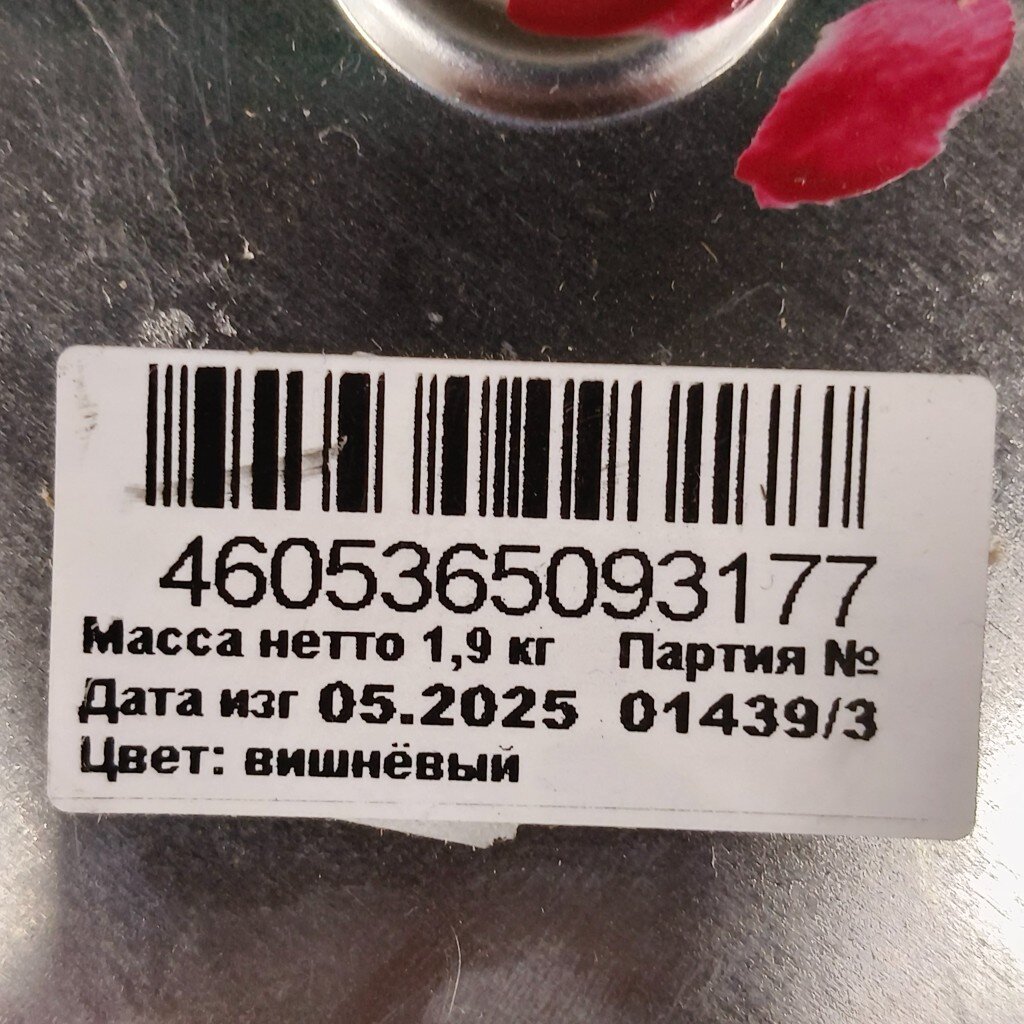 4605365093177
Масса нетто 1,9 кг Партия №
Дата изг 05.2025 01439/3
Цвет: вишнёвый